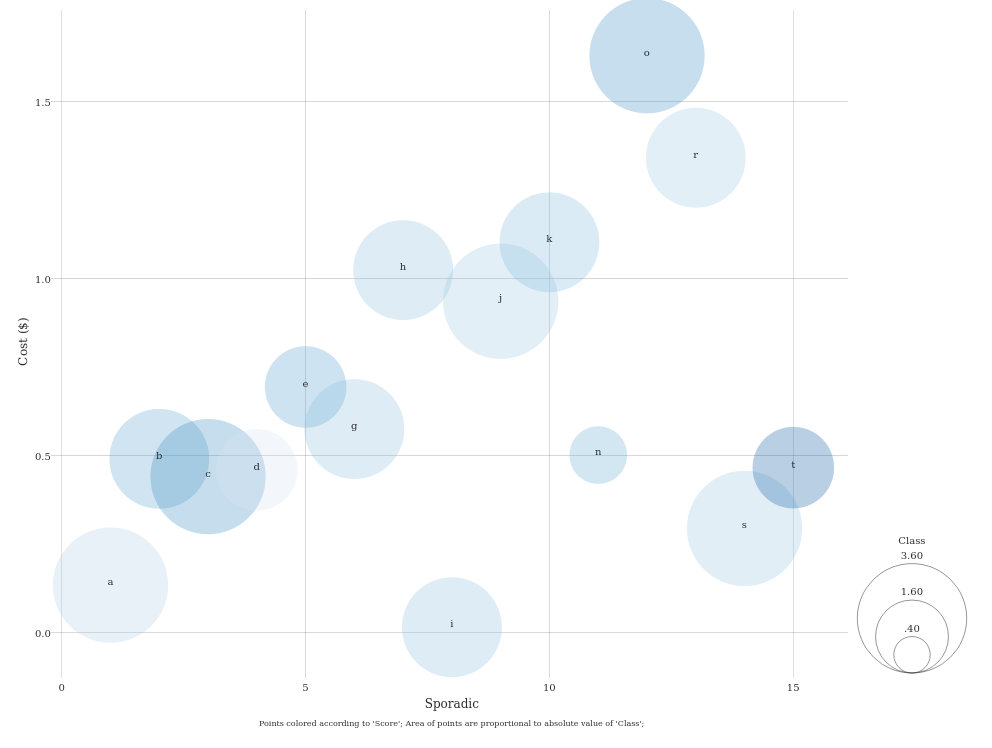 o
1.5
r
k
h
1.0
j
Cost ($)
e
g
b
n
0.5
d
t
c
s
Class
3.60
a
1.60
i
.40
0.0
0 5 10 15
Sporadic
Points colored according to 'Score'; Area of points are proportional to absolute value of 'Class';